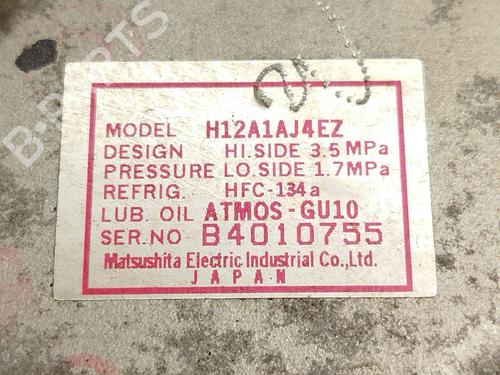 B-PARTS
MODEL H12A1AJ4EZ
DESIGN HI.SIDE 3.5 MPa
PRESSURE LO.SIDE 1.7MPa
REFRIG. HFC-134a
LUB. OIL ATMOS-GU10
SER.NO B4010755
Matsushita Electric Industrial Co.,Ltd.
JAPAN